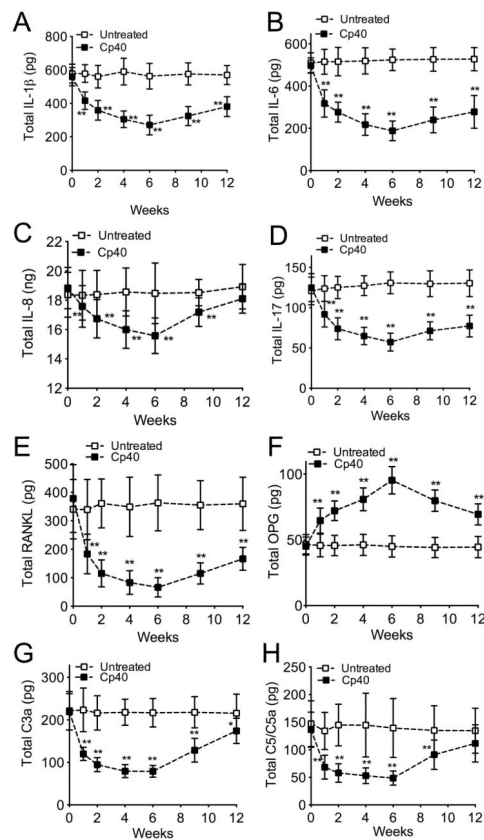 A
Untreated
Cp40
Total IL-1β (pg)
800
600
400
200
0
** ** ** ** ** **
0 2 4 6 8 10 12
Weeks
B
Untreated
Cp40
Total IL-6 (pg)
600
400
200
0
** ** ** ** ** **
0 2 4 6 8 10 12
Weeks
C
Untreated
Cp40
Total IL-8 (ng)
22
20
18
16
14
12
** ** ** ** **
0 2 4 6 8 10 12
Weeks
D
Untreated
Cp40
Total IL-17 (pg)
150
100
50
0
** ** ** ** ** **
0 2 4 6 8 10 12
Weeks
E
Untreated
Cp40
Total RANKL (pg)
500
400
300
200
100
0
** ** ** ** ** **
0 2 4 6 8 10 12
Weeks
F
Untreated
Cp40
Total OPG (pg)
100
50
0
** ** ** ** ** **
0 2 4 6 8 10 12
Weeks
G
Untreated
Cp40
Total C3a (pg)
300
200
100
0
** ** ** ** ** *
0 2 4 6 8 10 12
Weeks
H
Untreated
Cp40
Total C5/C5a (pg)
250
200
150
100
50
0
** ** ** ** **
0 2 4 6 8 10 12
Weeks